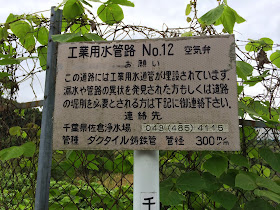 工業用水管路 No.12 空気弁
お願い
この道路には工業用水道管が埋設されています。
漏水や管路の異状を発見された方もしくは道路
の掘削を必要とされる方は下記に御連絡下さい。
連絡先
千葉県佐倉浄水場 043(485)4116
管種 ダクタイル鋳鉄管 管径 300mm
千